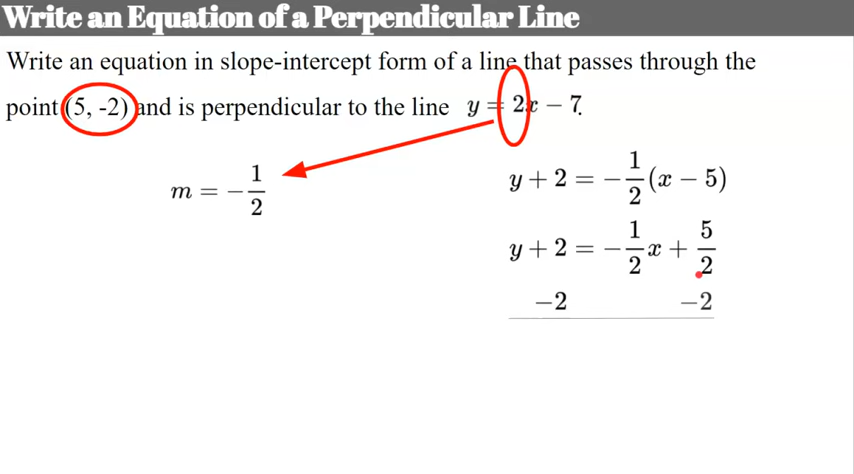 Write an Equation of a Perpendicular Line
Write an equation in slope-intercept form of a line that passes through the
point (5, -2) and is perpendicular to the line y = 2x − 7.
m = −1/2
y + 2 = −1/2(x − 5)
y + 2 = −1/2x + 5/2
−2 −2